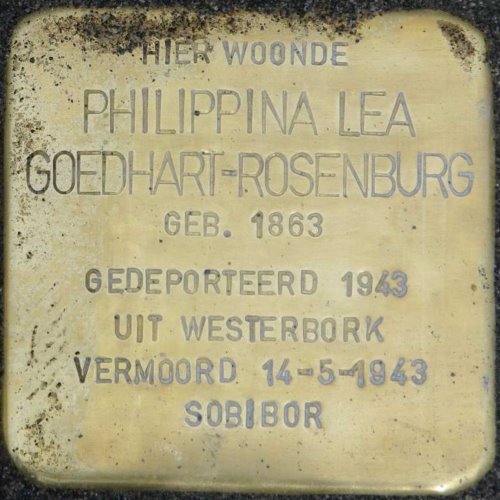 HIER WOONDE
PHILIPPINA LEA
GOEDHART-ROSENBURG
GEB. 1863
GEDEPORTEERD 1943
UIT WESTERBORK
VERMOORD 14-5-1943
SOBIBOR